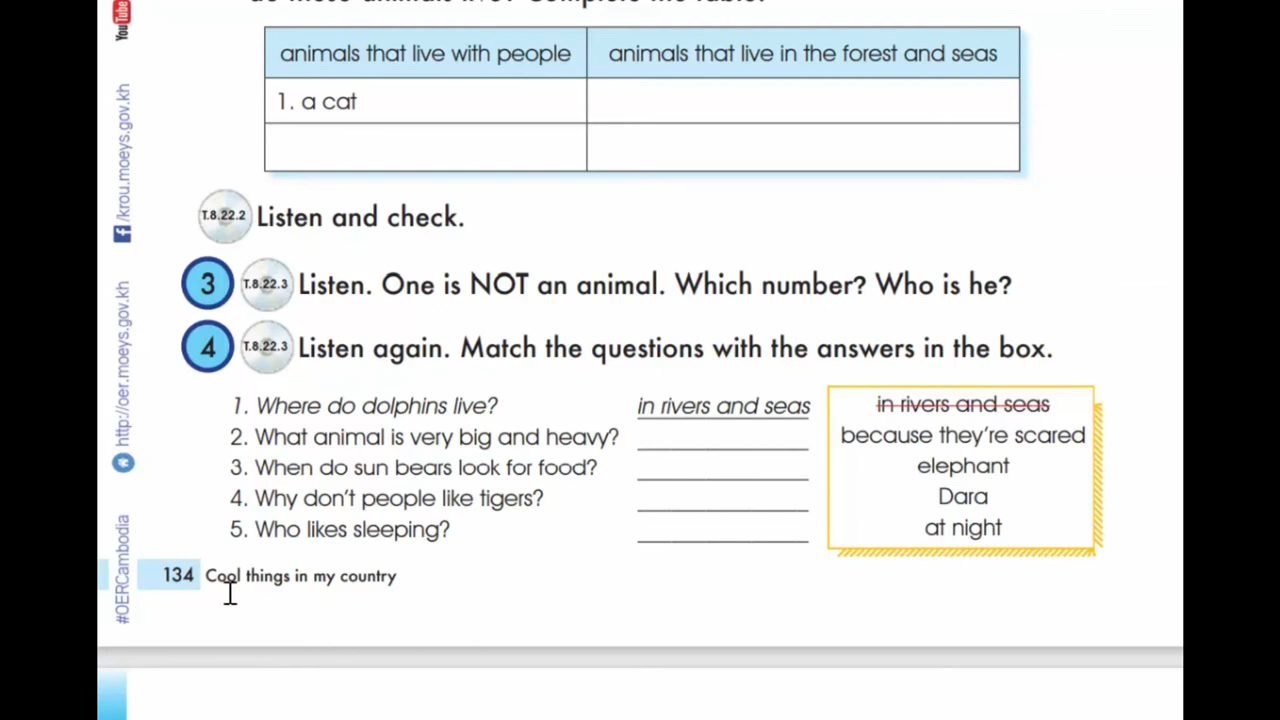 animals that live with people
animals that live in the forest and seas
1. a cat
T.8.22.2 Listen and check.
3 T.8.22.3 Listen. One is NOT an animal. Which number? Who is he?
4 T.8.22.3 Listen again. Match the questions with the answers in the box.
1. Where do dolphins live? in rivers and seas
2. What animal is very big and heavy?
3. When do sun bears look for food?
4. Why don't people like tigers?
5. Who likes sleeping?
in rivers and seas
because they're scared
elephant
Dara
at night
134 Cool things in my country
YouTube
/krou.moeys.gov.kh
http://oer.moeys.gov.kh
#OERCambodia